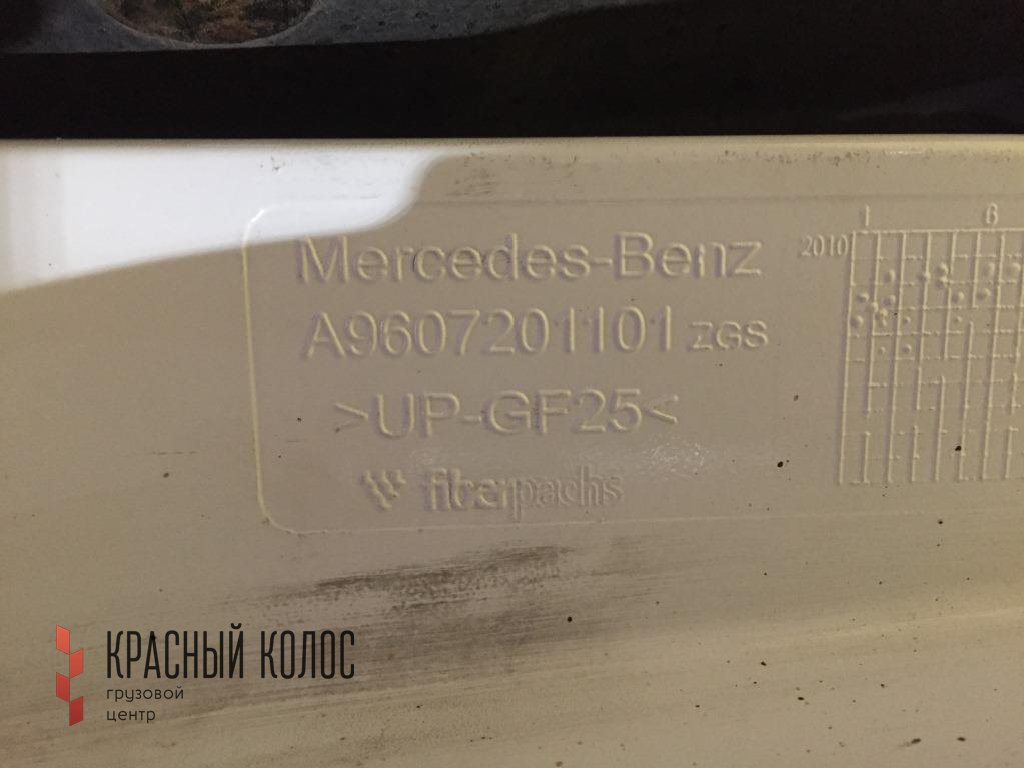 Mercedes-Benz
A9607201101 ZGS
>UP-GF25<
fiberpachs
1 6
2010
КРАСНЫЙ КОЛОС
грузовой
центр